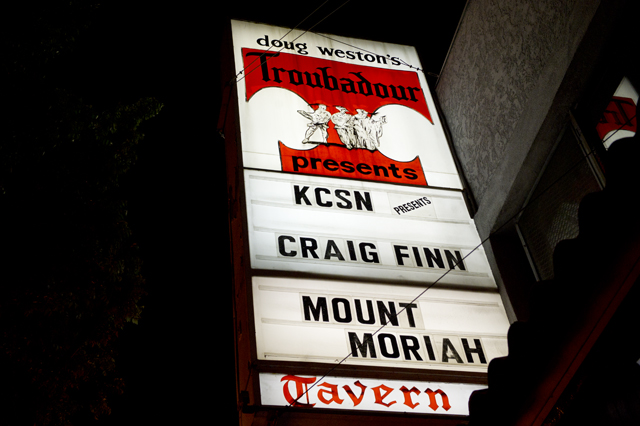 doug weston's
Troubadour
presents
KCSN PRESENTS
CRAIG FINN
MOUNT
MORIAH
Tavern